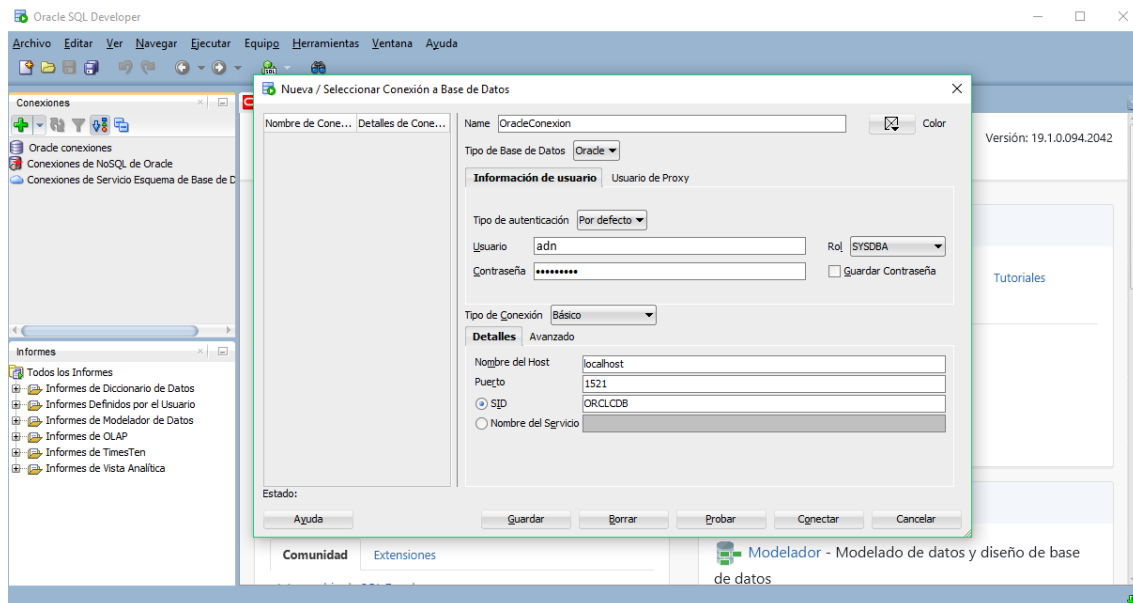 Oracle SQL Developer
Archivo Editar Ver Navegar Ejecutar Equipo Herramientas Ventana Ayuda
Conexiones
Oracle conexiones
Conexiones de NoSQL de Oracle
Conexiones de Servicio Esquema de Base de D
Informes
Todos los Informes
Informes de Diccionario de Datos
Informes Definidos por el Usuario
Informes de Modelador de Datos
Informes de OLAP
Informes de TimesTen
Informes de Vista Analítica
Nueva / Seleccionar Conexión a Base de Datos
Nombre de Cone... Detalles de Cone...
Name OracleConexion Color
Tipo de Base de Datos Oracle
Información de usuario Usuario de Proxy
Tipo de autenticación Por defecto
Usuario adn Rol SYSDBA
Contraseña ••••••••• Guardar Contraseña
Tipo de Conexión Básico
Detalles Avanzado
Nombre del Host localhost
Puerto 1521
SID ORCLCDB
Nombre del Servicio
Estado:
Ayuda Guardar Borrar Probar Conectar Cancelar
Versión: 19.1.0.094.2042
Tutoriales
Comunidad Extensiones
Modelador - Modelado de datos y diseño de base
de datos